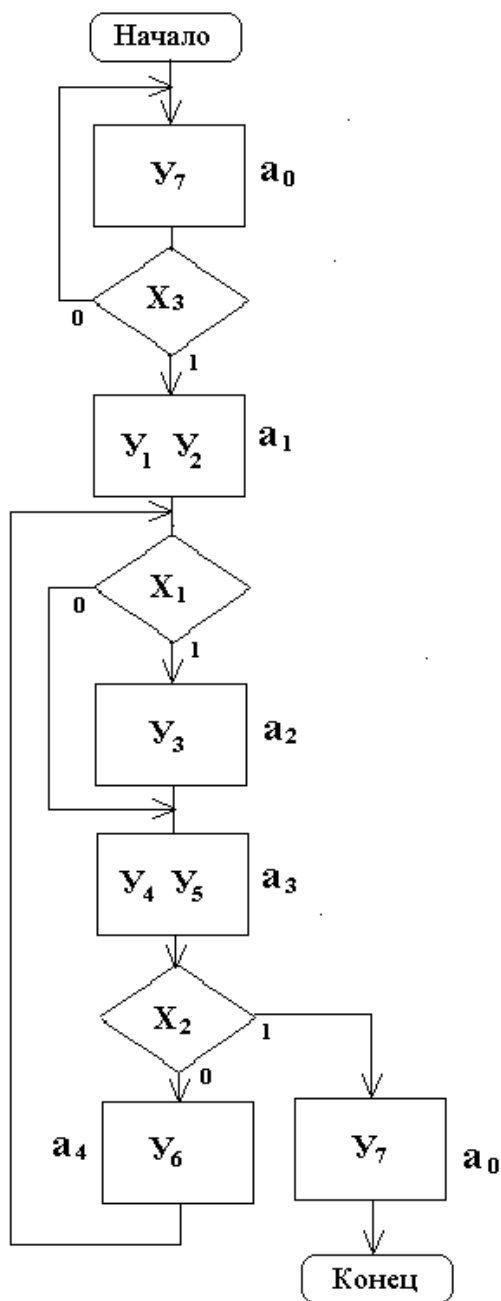 Начало
У₇ a₀
X₃
0
1
У₁ У₂ a₁
X₁
0
1
У₃ a₂
У₄ У₅ a₃
X₂
1
0
a₄ У₆
У₇ a₀
Конец